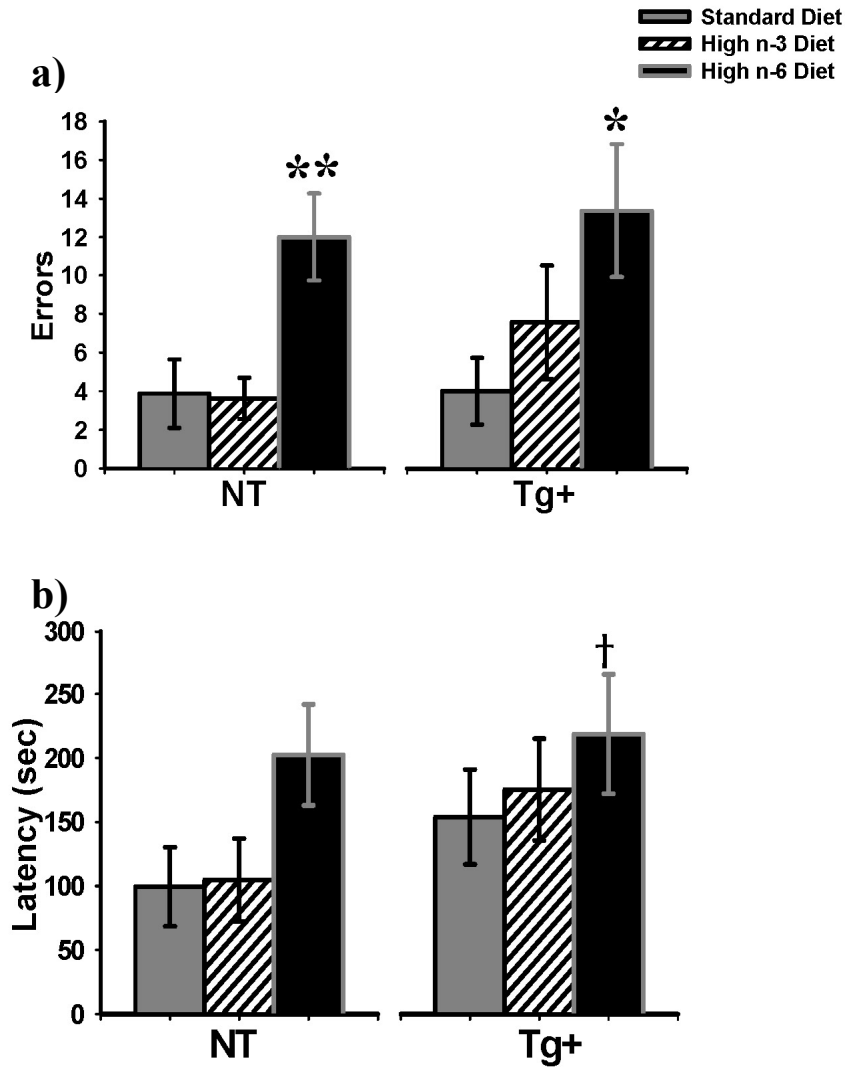 Standard Diet
High n-3 Diet
High n-6 Diet
a)
18
16
14
12
10
8
6
4
2
0
Errors
**
*
NT
Tg+
b)
300
250
200
150
100
50
0
Latency (sec)
†
NT
Tg+